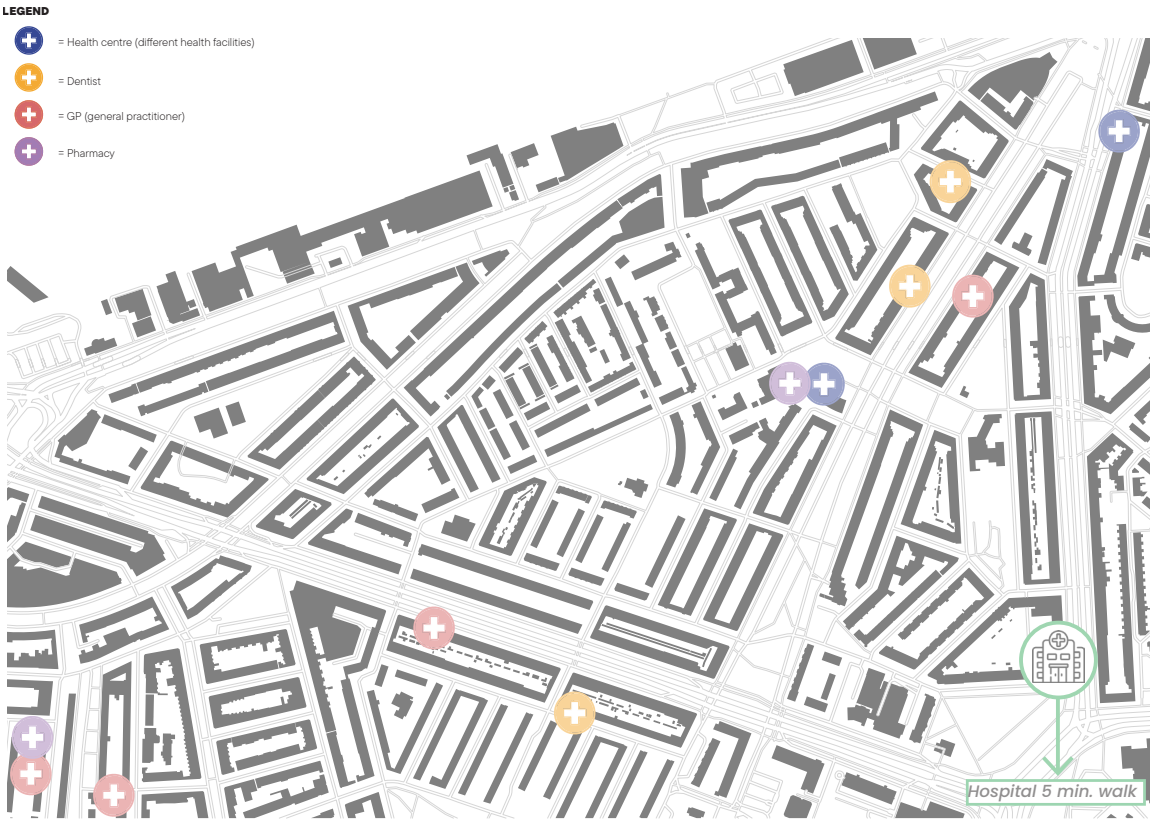 LEGEND
= Health centre (different health facilities)
= Dentist
= GP (general practitioner)
= Pharmacy
Hospital 5 min. walk